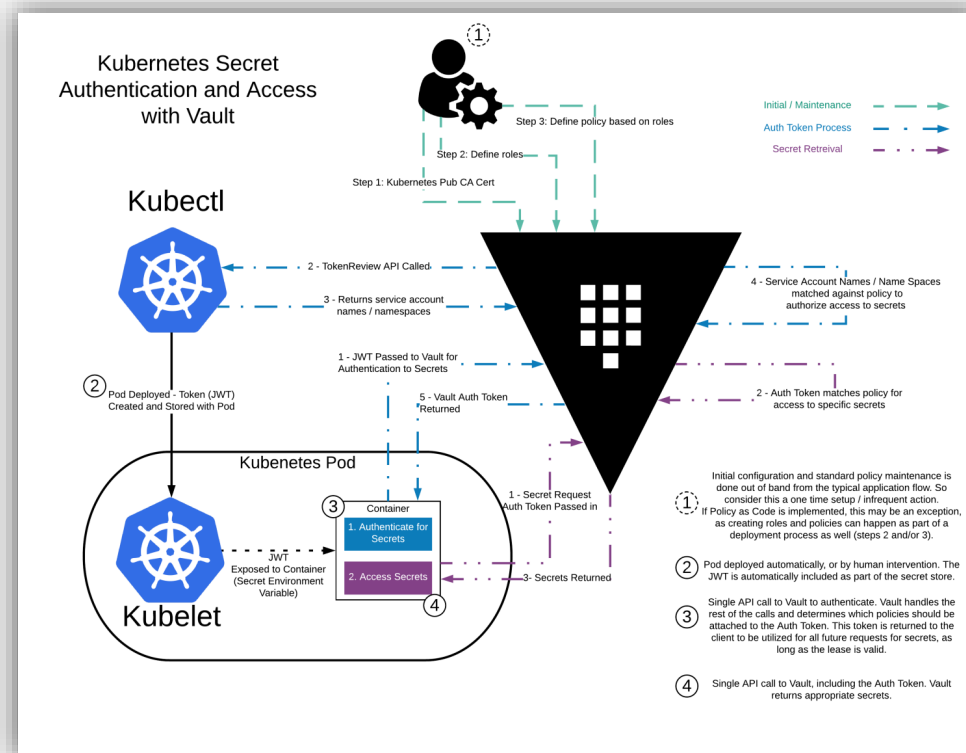 Kubernetes Secret
Authentication and Access
with Vault
1
Step 3: Define policy based on roles
Step 2: Define roles
Step 1: Kubernetes Pub CA Cert
Initial / Maintenance
Auth Token Process
Secret Retreival
Kubectl
2 - TokenReview API Called
3 - Returns service account
names / namespaces
4 - Service Account Names / Name Spaces
matched against policy to
authorize access to
secrets
1 - JWT Passed to Vault for
Authentication to Secrets
5 - Vault Auth Token
Returned
2 - Auth Token matches policy for
access to specific secrets
2
Pod Deployed - Token (JWT)
Created and Stored with Pod
Kubenetes Pod
3
Container
1. Authenticate for
Secrets
2. Access Secrets
4
JWT
Exposed to Container
(Secret Environment
Variable)
Kubelet
1 - Secret Request
Auth Token Passed in
3- Secrets Returned
1
Initial configuration and standard policy maintenance is
done out of band from the typical application flow. So
consider this a one time setup / infrequent action.
If Policy as Code is implemented, this may be an exception,
as creating roles and policies can happen as part of a
deployment process as well (steps 2 and/or 3).
2
Pod deployed automatically, or by human intervention. The
JWT is automatically included as part of the secret store.
3
Single API call to Vault to authenticate. Vault handles the
rest of the calls and determines which policies should be
attached to the Auth Token. This token is returned to the
client to be utilized for all future requests for secrets, as
long as the lease is valid.
4
Single API call to Vault, including the Auth Token. Vault
returns appropriate secrets.